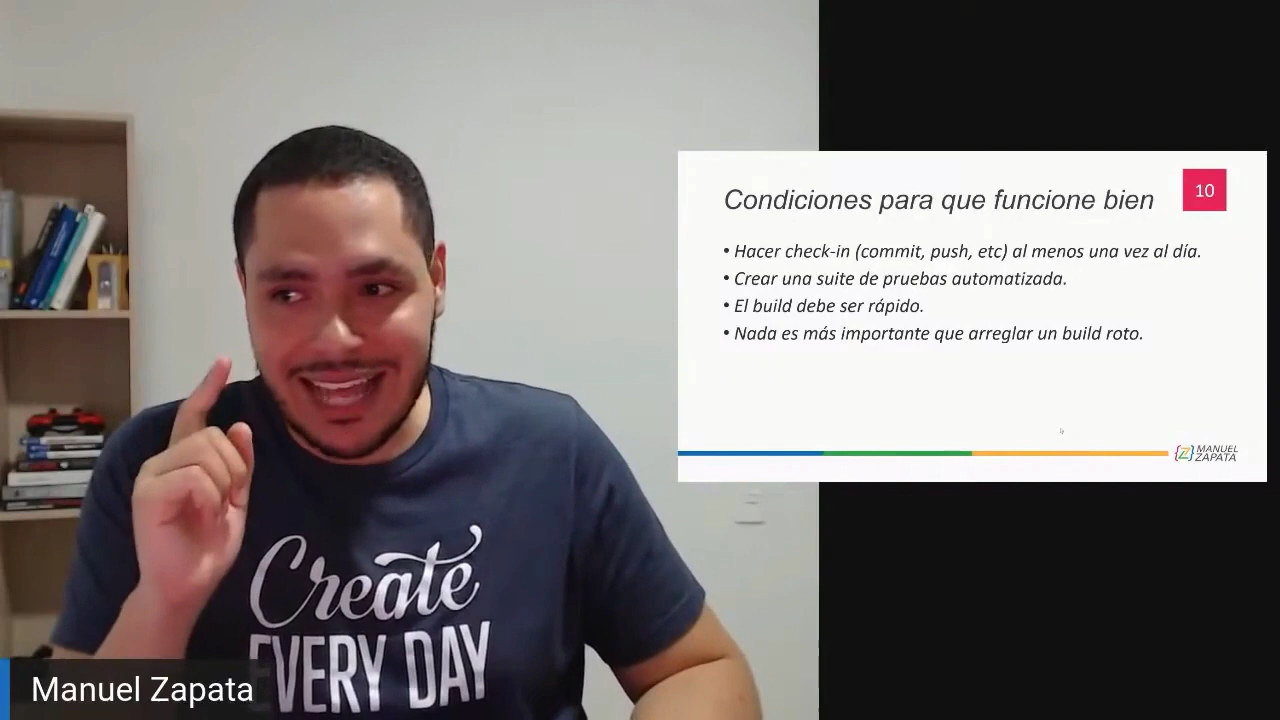 Condiciones para que funcione bien
10
• Hacer check-in (commit, push, etc) al menos una vez al día.
• Crear una suite de pruebas automatizada.
• El build debe ser rápido.
• Nada es más importante que arreglar un build roto.
{Z} MANUEL
ZAPATA
Create
EVERY DAY
Manuel Zapata